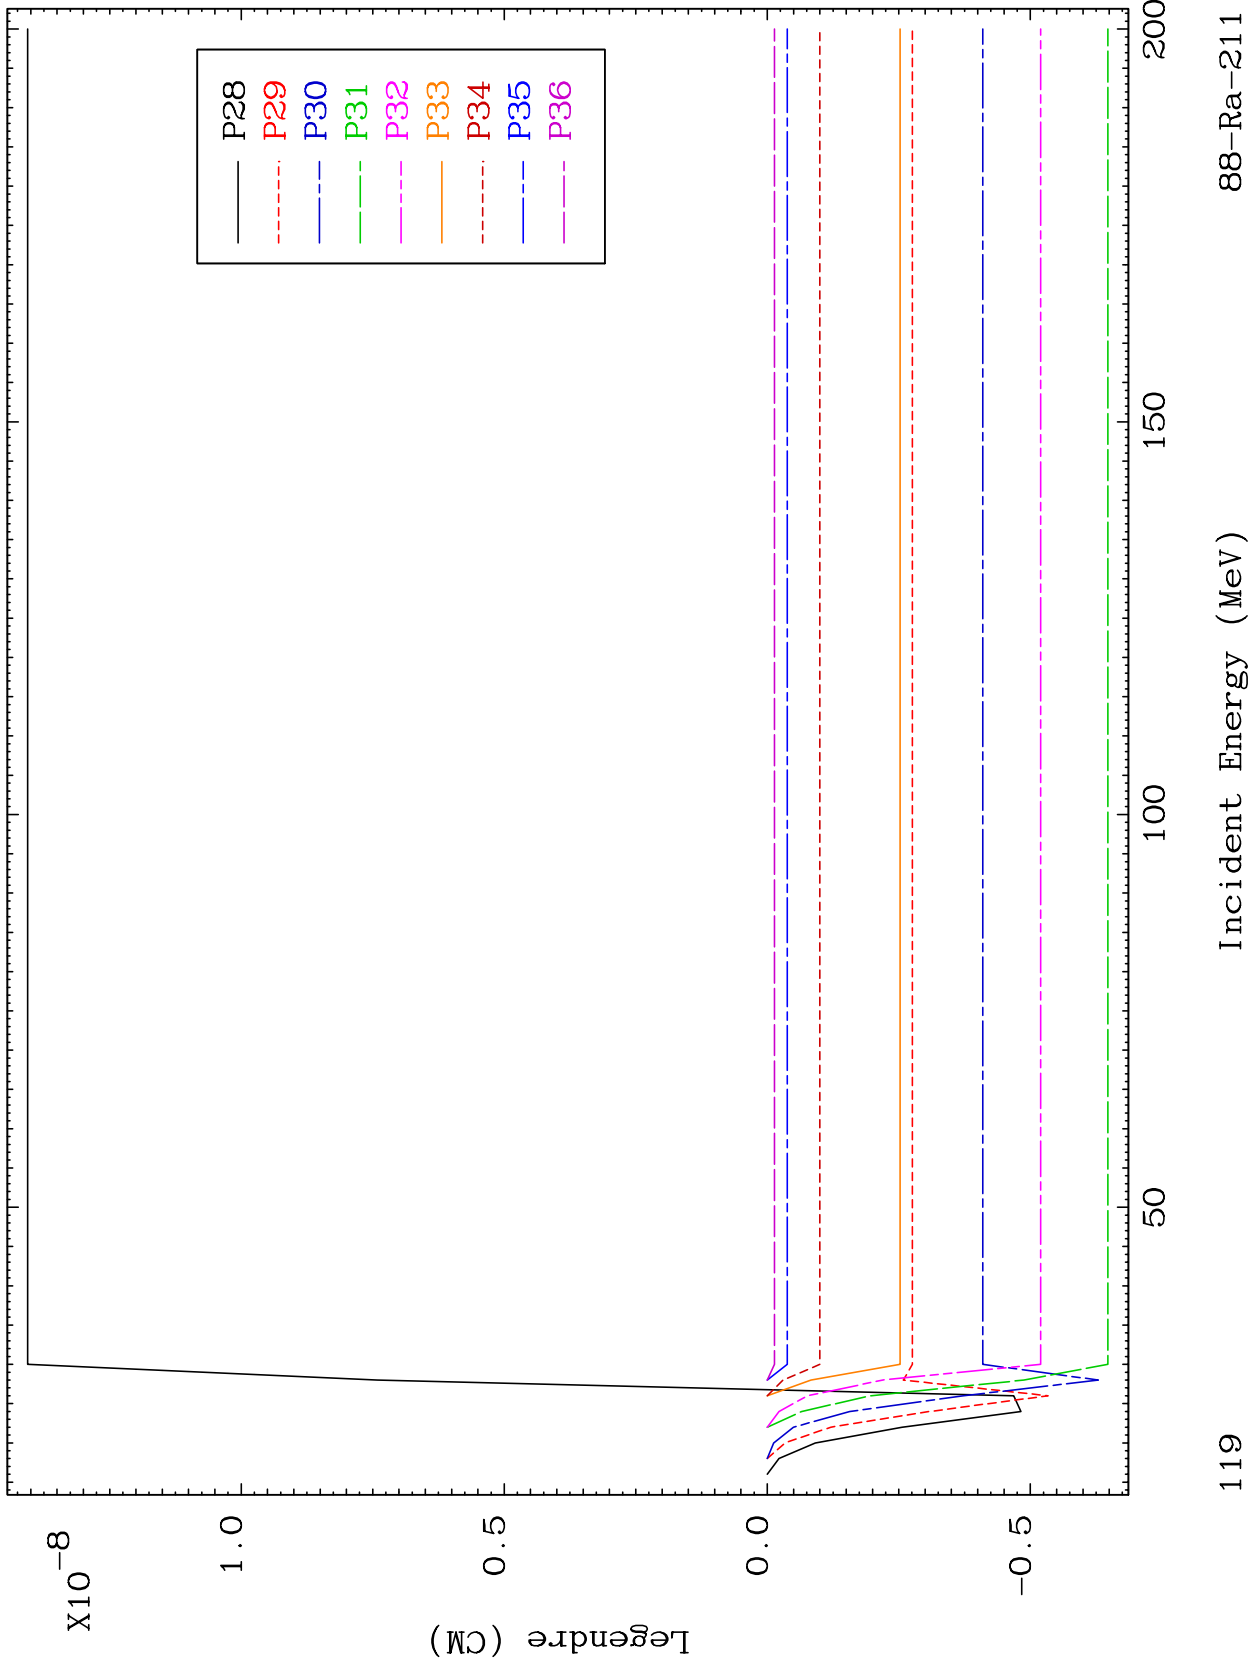 X10-8
1.0
0.5
0.0
-0.5
Legendre (CM)
P28
P29
P30
P31
P32
P33
P34
P35
P36
50
100
150
200
119
Incident Energy (MeV)
88-Ra-211